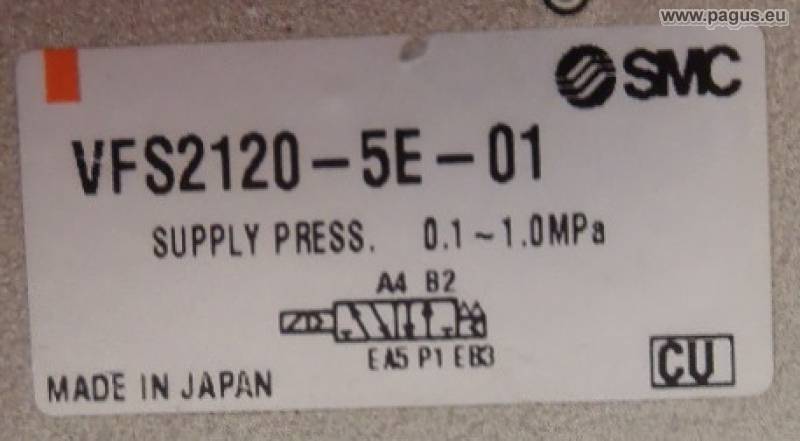 www.pagus.eu
SMC
VFS2120-5E-01
SUPPLY PRESS. 0.1~1.0MPa
A4 B2
EA5 P1 EB3
MADE IN JAPAN
CU